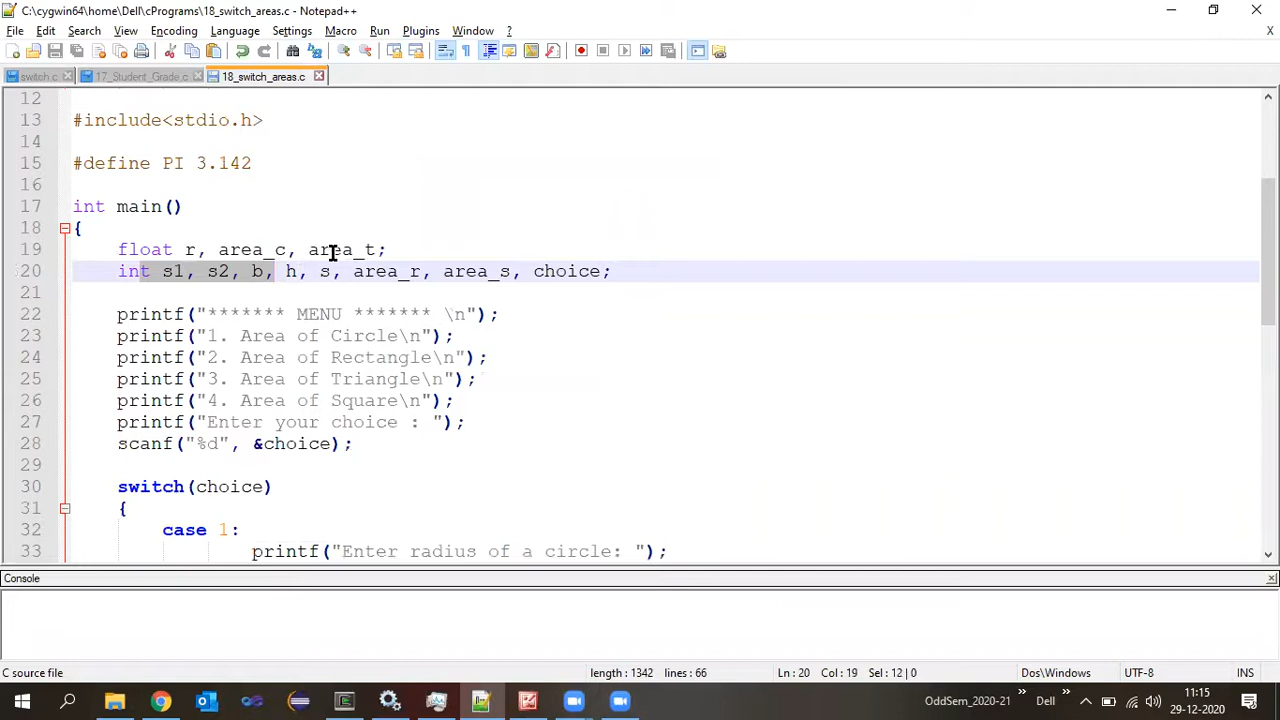 C:\cygwin64\home\Dell\cPrograms\18_switch_areas.c - Notepad++
File Edit Search View Encoding Language Settings Macro Run Plugins Window ?
switch.c 17_Student_Grade.c 18_switch_areas.c
12
13 #include<stdio.h>
14
15 #define PI 3.142
16
17 int main()
18 {
19 float r, area_c, area_t;
20 int s1, s2, b, h, s, area_r, area_s, choice;
21
22 printf("******* MENU ******* \n");
23 printf("1. Area of Circle\n");
24 printf("2. Area of Rectangle\n");
25 printf("3. Area of Triangle\n");
26 printf("4. Area of Square\n");
27 printf("Enter your choice : ");
28 scanf("%d", &choice);
29
30 switch(choice)
31 {
32 case 1:
33 printf("Enter radius of a circle: ");
Console
C source file length : 1342 lines : 66 Ln : 20 Col : 19 Sel : 12 | 0 Dos\Windows UTF-8 INS
OddSem_2020-21 Dell 11:15
29-12-2020